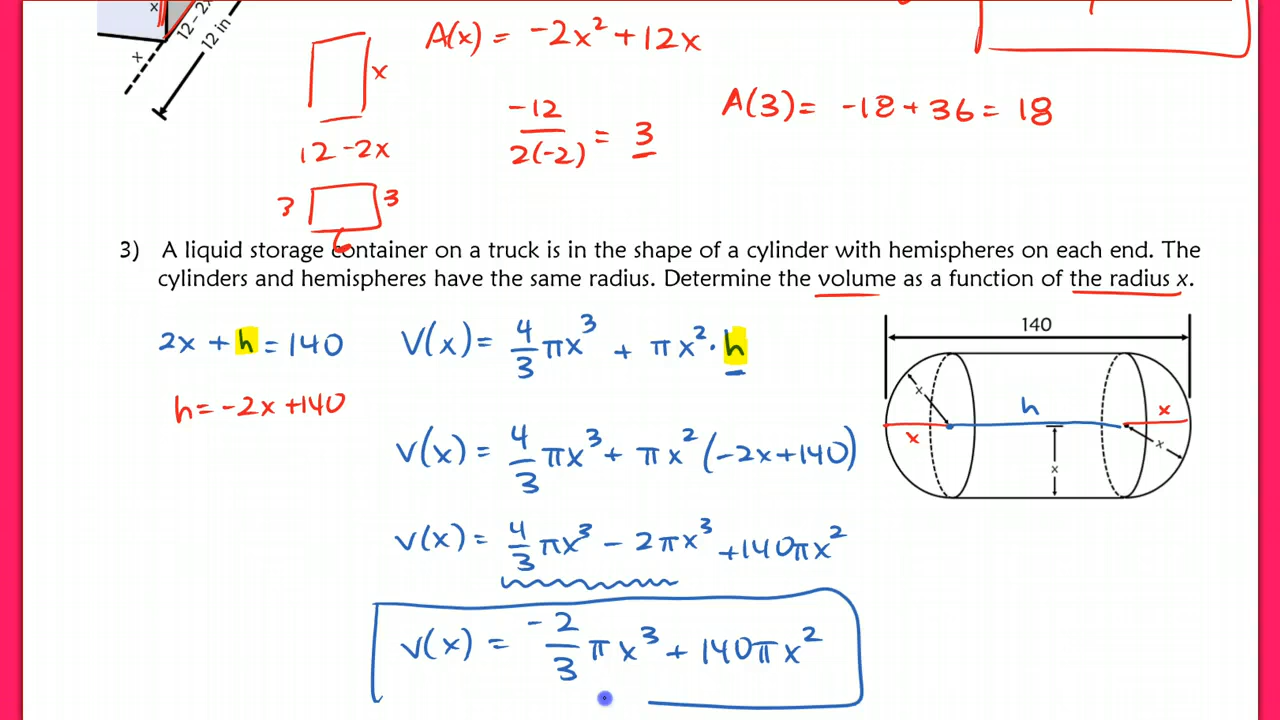 x
12 - 2x
12 in
x
A(x) = -2x² + 12x
x
12 - 2x
-12
2(-2)
= 3
A(3) = -18 + 36 = 18
3
3
6
3) A liquid storage container on a truck is in the shape of a cylinder with hemispheres on each end. The
cylinders and hemispheres have the same radius. Determine the volume as a function of the radius x.
2x + h = 140
h = -2x + 140
V(x) = 4/3 πx³ + πx² · h
V(x) = 4/3 πx³ + πx² (-2x + 140)
V(x) = 4/3 πx³ - 2πx³ + 140πx²
V(x) = -2/3 πx³ + 140πx²
140
x
h
x
x
x
x